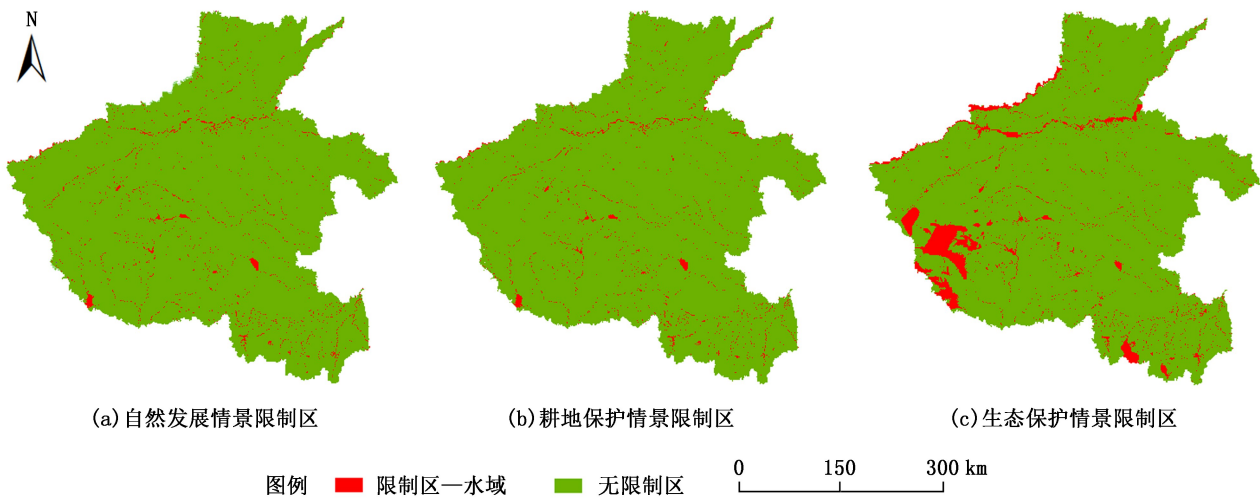 N
(a)自然发展情景限制区
(b)耕地保护情景限制区
(c)生态保护情景限制区
图例
限制区—水域
无限制区
0 150 300 km